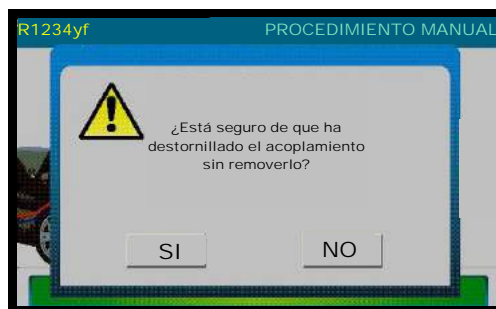 R1234yf PROCEDIMIENTO MANUAL
¿Está seguro de que ha
destornillado el acoplamiento
sin removerlo?
SI NO